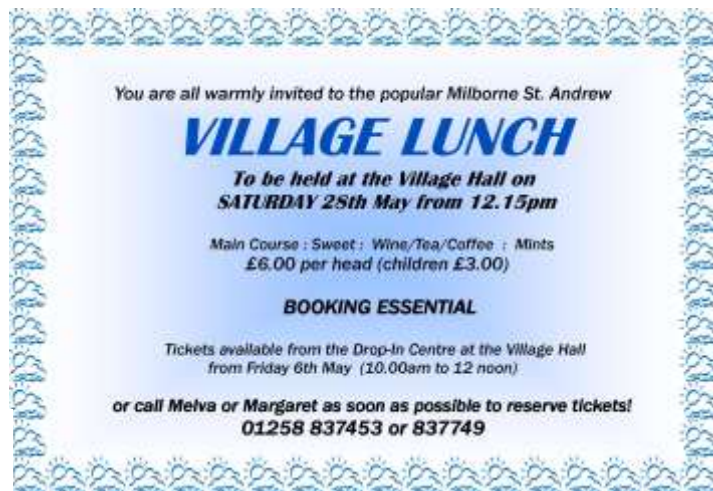 You are all warmly invited to the popular Milborne St. Andrew
VILLAGE LUNCH
To be held at the Village Hall on
SATURDAY 28th May from 12.15pm
Main Course : Sweet : Wine/Tea/Coffee : Mints
£6.00 per head (children £3.00)
BOOKING ESSENTIAL
Tickets available from the Drop-In Centre at the Village Hall
from Friday 6th May (10.00am to 12 noon)
or call Melva or Margaret as soon as possible to reserve tickets!
01258 837453 or 837749